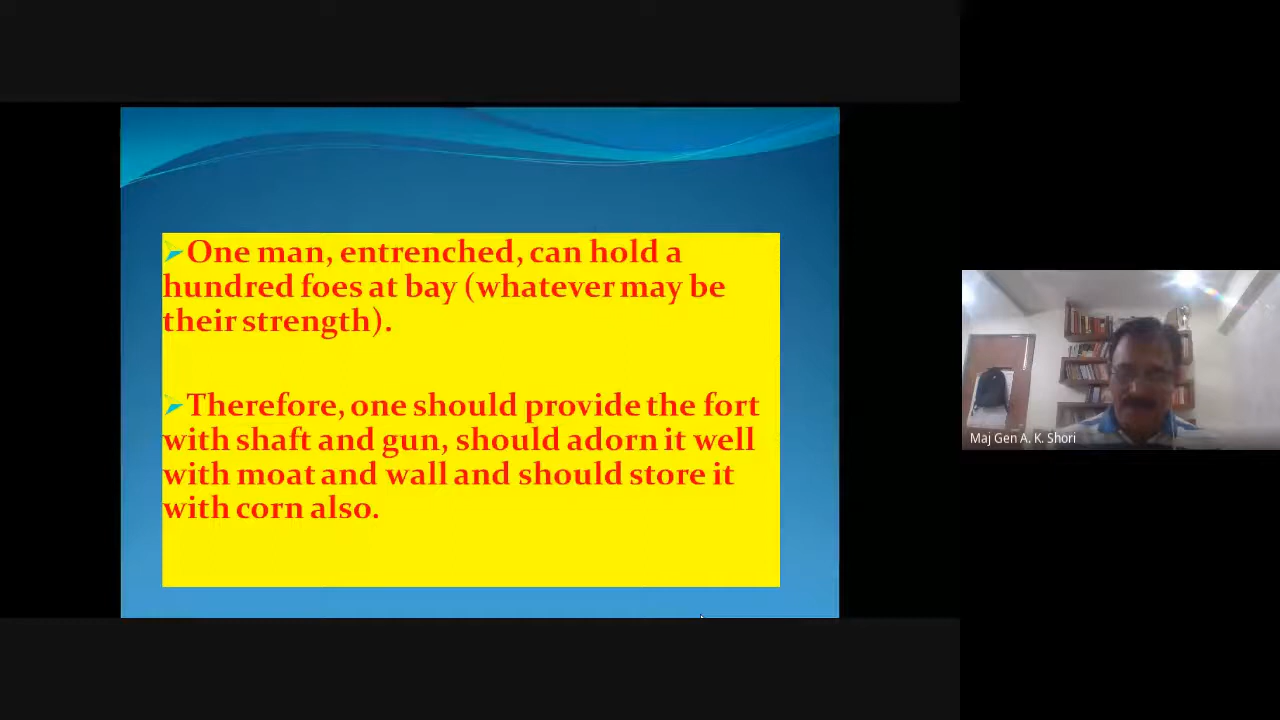 One man, entrenched, can hold a
hundred foes at bay (whatever may be
their strength).
Therefore, one should provide the fort
with shaft and gun, should adorn it well
with moat and wall and should store it
with corn also.
Maj Gen A. K. Shori